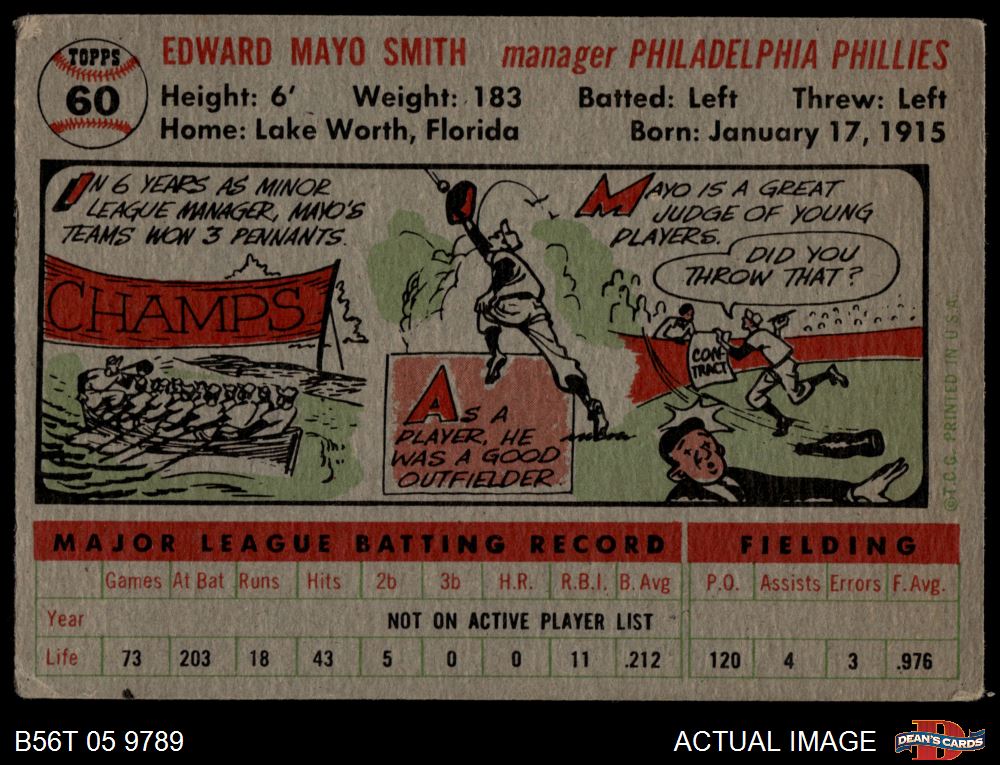 TOPPS
60
EDWARD MAYO SMITH manager PHILADELPHIA PHILLIES
Height: 6' Weight: 183 Batted: Left Threw: Left
Home: Lake Worth, Florida Born: January 17, 1915
IN 6 YEARS AS MINOR
LEAGUE MANAGER, MAYO'S
TEAMS WON 3 PENNANTS.
CHAMPS
AS A
PLAYER, HE
WAS A GOOD
OUTFIELDER
MAYO IS A GREAT
JUDGE OF YOUNG
PLAYERS.
DID YOU
THROW THAT?
CON-
TRACT
©T.C.G. PRINTED IN U.S.A.
MAJOR LEAGUE BATTING RECORD FIELDING
Games At Bat Runs Hits 2b 3b H.R. R.B.I. B. Avg P.O. Assists Errors F. Avg.
Year NOT ON ACTIVE PLAYER LIST
Life 73 203 18 43 5 0 0 11 .212 120 4 3 .976
B56T 05 9789 ACTUAL IMAGE
DEAN'S CARDS